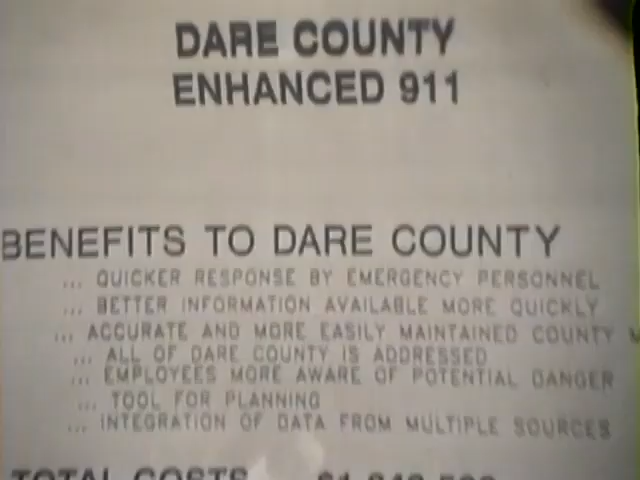 DARE COUNTY
ENHANCED 911
BENEFITS TO DARE COUNTY
... QUICKER RESPONSE BY EMERGENCY PERSONNEL
... BETTER INFORMATION AVAILABLE MORE QUICKLY
... ACCURATE AND MORE EASILY MAINTAINED COUNTY
... ALL OF DARE COUNTY IS ADDRESSED
... EMPLOYEES MORE AWARE OF POTENTIAL DANGER
... TOOL FOR PLANNING
... INTEGRATION OF DATA FROM MULTIPLE SOURCES
TOTAL COSTS